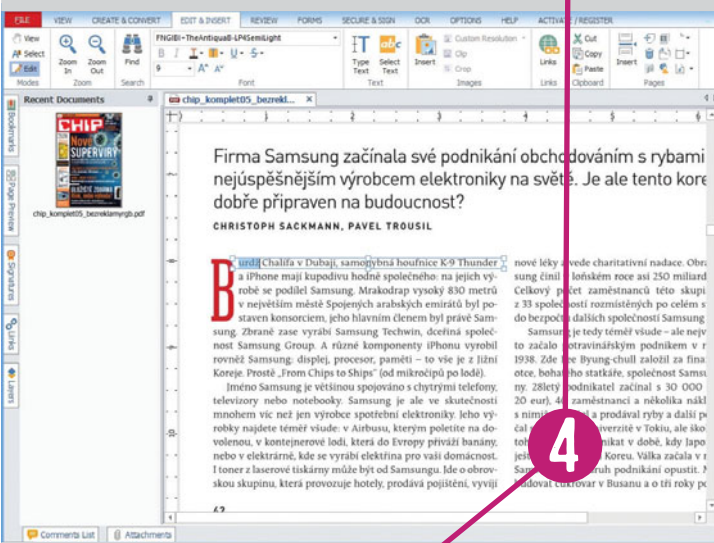 FILE VIEW CREATE & CONVERT EDIT & INSERT REVIEW FORMS SECURE & SIGN OCR OPTIONS HELP ACTIVATE / REGISTER
View
Select
Edit
Modes
Zoom In
Zoom Out
Zoom
Find
Search
FNGIBI+TheAntiquaB-LP4SemiLight
B I T U S
9 A A
Font
Type Text
Select Text
Text
Insert
Custom Resolution
Clip
Crop
Images
Links
Links
Cut
Copy
Paste
Clipboard
Insert
Pages
Recent Documents
chip_komplet05_bezrekl... x
Bookmarks
Page Preview
Signatures
Links
Layers
CHIP
Nové
SUPERVIRY
chip_komplet05_bezreklamyrgb.pdf
Firma Samsung začínala své podnikání obchodováním s rybami
nejúspěšnějším výrobcem elektroniky na světě. Je ale tento kore
dobře připraven na budoucnost?
CHRISTOPH SACKMANN, PAVEL TROUSIL
Burdž Chalífa v Dubaji, samohybná houfnice K-9 Thunder
a iPhone mají kupodivu hodně společného: na jejich vý-
robě se podílel Samsung. Mrakodrap vysoký 830 metrů
v největším městě Spojených arabských emirátů byl po-
staven konsorciem, jeho hlavním členem byl právě Sam-
sung. Zbraně zase vyrábí Samsung Techwin, dceřiná společ-
nost Samsung Group. A různé komponenty iPhonu vyrobil
rovněž Samsung: displej, procesor, paměti – to vše je z Jižní
Koreje. Prostě „From Chips to Ships“ (od mikročipů po lodě).
Jméno Samsung je většinou spojováno s chytrými telefony,
televizory nebo notebooky. Samsung je ale ve skutečnosti
mnohem víc než jen výrobce spotřební elektroniky. Jeho vý-
robky najdete téměř všude: v Airbusu, kterým poletíte na do-
volenou, v kontejnerové lodi, která do Evropy přiváží banány,
nebo v elektrárně, kde se vyrábí elektřina pro vaši domácnost.
I toner z laserové tiskárny může být od Samsungu. Jde o obrov-
skou skupinu, která provozuje hotely, prodává pojištění, vyvíjí
nové léky a vede charitativní nadace. Obra
sung činil v loňském roce asi 250 miliard
Celkový počet zaměstnanců této skupi
z 33 společností rozmístěných po celém s
do bezpočtu dalších společností Samsung
Samsung je tedy téměř všude – ale nejv
to začalo potravinářským podnikem v r
1938. Zde Lee Byung-chull založil za fina
otce, bohatého statkáře, společnost Samsu
ny. 28letý podnikatel začínal s 30 000
20 eur), 40 zaměstnanci a několika nákl
s nimiž a prodával ryby a další p
čal univerzitě v Tokiu, ale ško
nikat v době, kdy Japo
Koreu. Válka začala v r
druh podnikání opustit. N
budovat cukrovar v Busanu a o tři roky po
4
62
Comments List Attachments